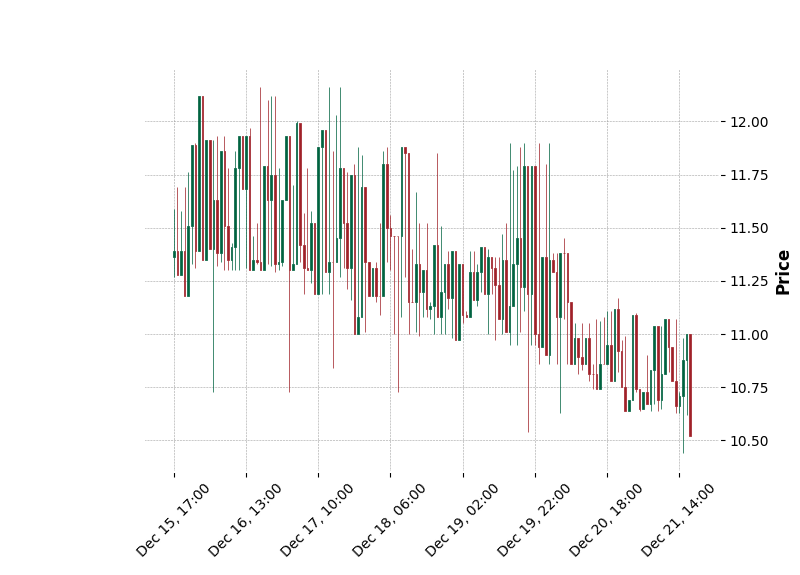 12.00
11.75
11.50
11.25
11.00
10.75
10.50
Price
Dec 15, 17:00
Dec 16, 13:00
Dec 17, 10:00
Dec 18, 06:00
Dec 19, 02:00
Dec 19, 22:00
Dec 20, 18:00
Dec 21, 14:00